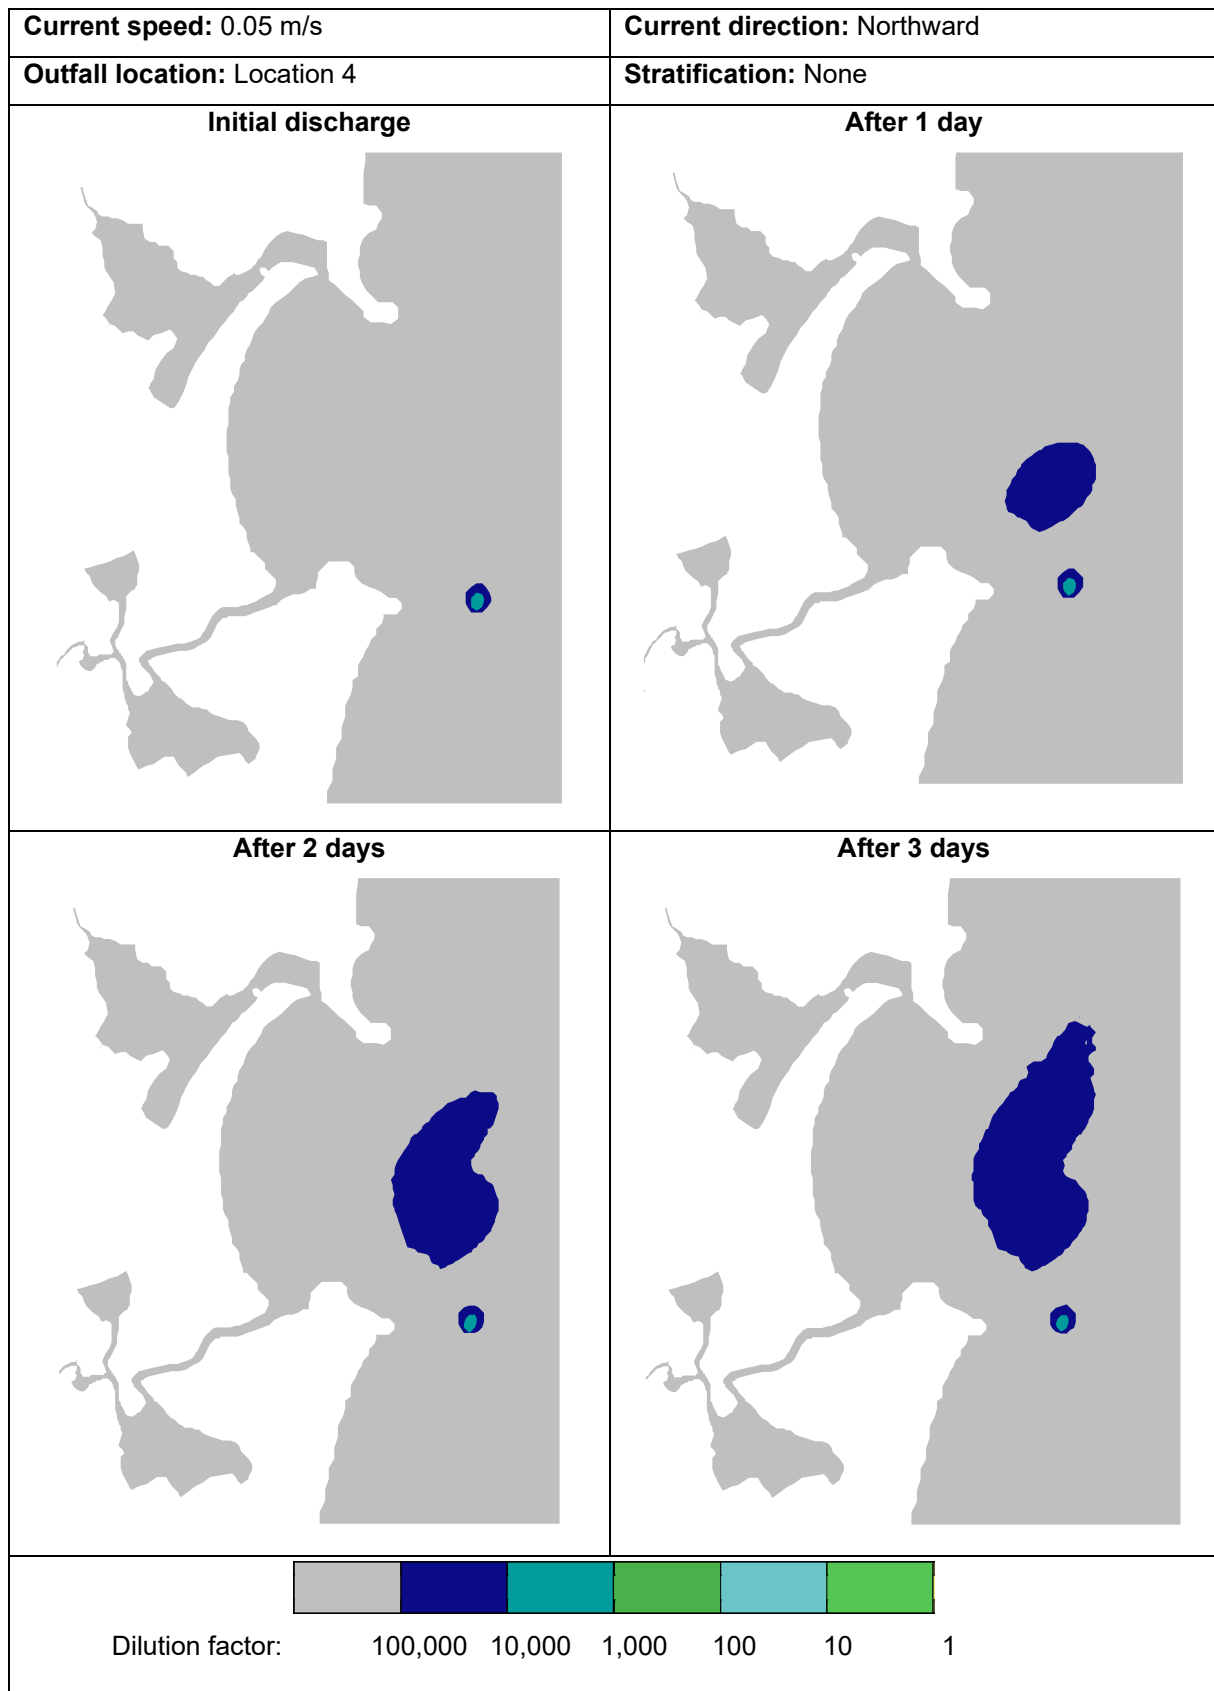 Current speed: 0.05 m/s
Current direction: Northward
Outfall location: Location 4
Stratification: None
Initial discharge
After 1 day
After 2 days
After 3 days
Dilution factor: 100,000 10,000 1,000 100 10 1